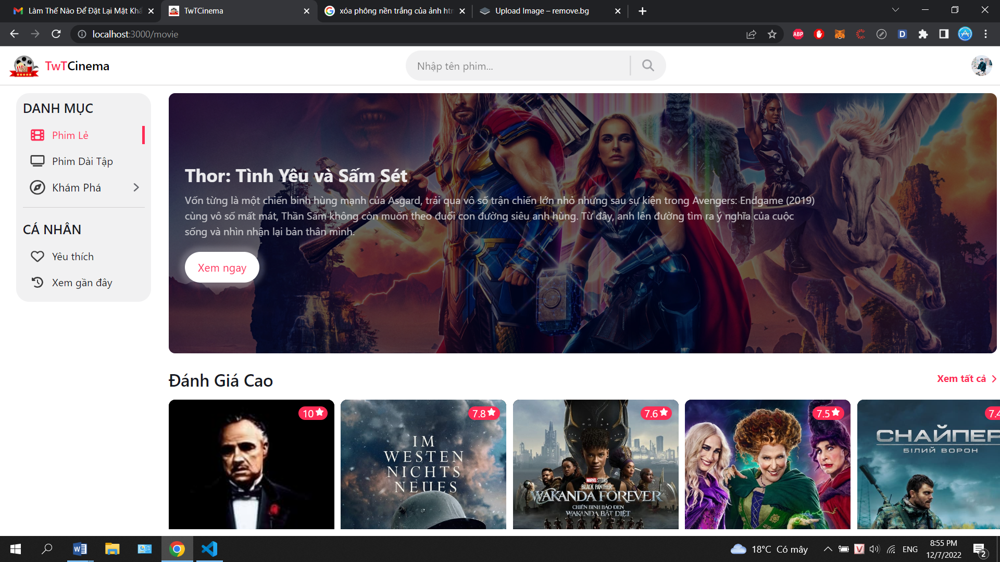 Làm Thế Nào Để Đặt Lại Mật Khẩ
TwTCinema
xóa phông nền trắng của ảnh htm
Upload Image – remove.bg
localhost:3000/movie
ABP
D
TwTCinema
Nhập tên phim...
DANH MỤC
Phim Lẻ
Phim Dài Tập
Khám Phá
CÁ NHÂN
Yêu thích
Xem gần đây
Thor: Tình Yêu và Sấm Sét
Vốn từng là một chiến binh hùng mạnh của Asgard, trải qua vô số trận chiến lớn nhỏ nhưng sau sự kiện trong Avengers: Endgame (2019)
cùng vô số mất mát, Thần Sấm không còn muốn theo đuổi con đường siêu anh hùng. Từ đây, anh lên đường tìm ra ý nghĩa của cuộc
sống và nhìn nhận lại bản thân mình.
Xem ngay
Đánh Giá Cao
Xem tất cả
10
7.8
7.6
7.5
7.4
IM
WESTEN
NICHTS
NEUES
MARVEL STUDIOS
BLACK PANTHER
WAKANDA FOREVER
CHIẾN BINH BÁO ĐEN
WAKANDA BẤT DIỆT
СНАЙПЕР
БІЛИЙ ВОРОН
18°C Có mây
V
ENG
8:55 PM
12/7/2022
2